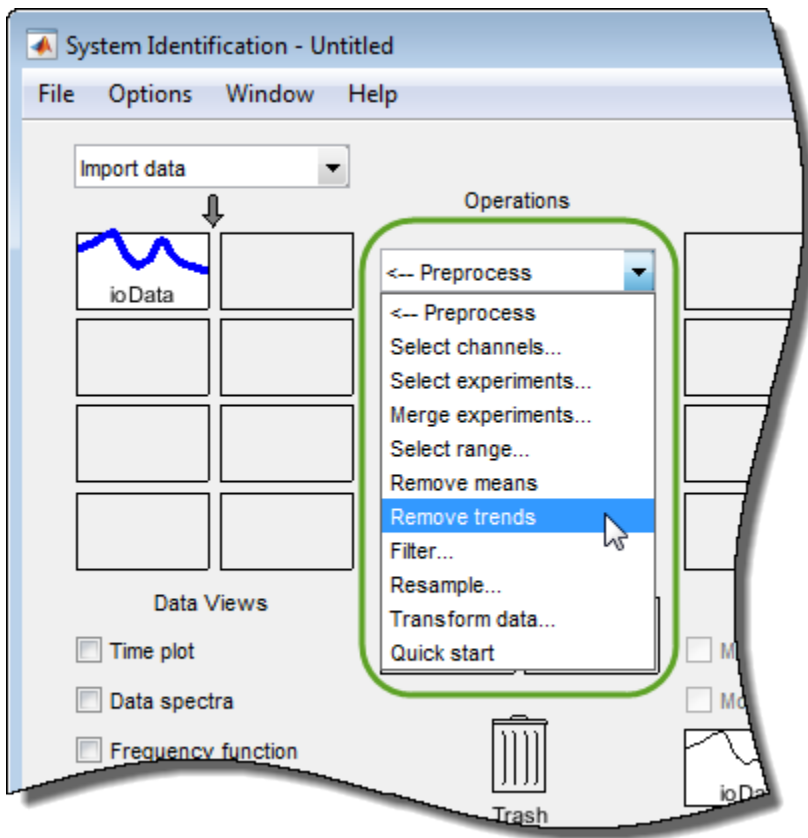 System Identification - Untitled
File Options Window Help
Import data
Operations
ioData
<-- Preprocess
<-- Preprocess
Select channels...
Select experiments...
Merge experiments...
Select range...
Remove means
Remove trends
Filter...
Resample...
Transform data...
Quick start
Data Views
Time plot
Data spectra
Frequency function
Trash